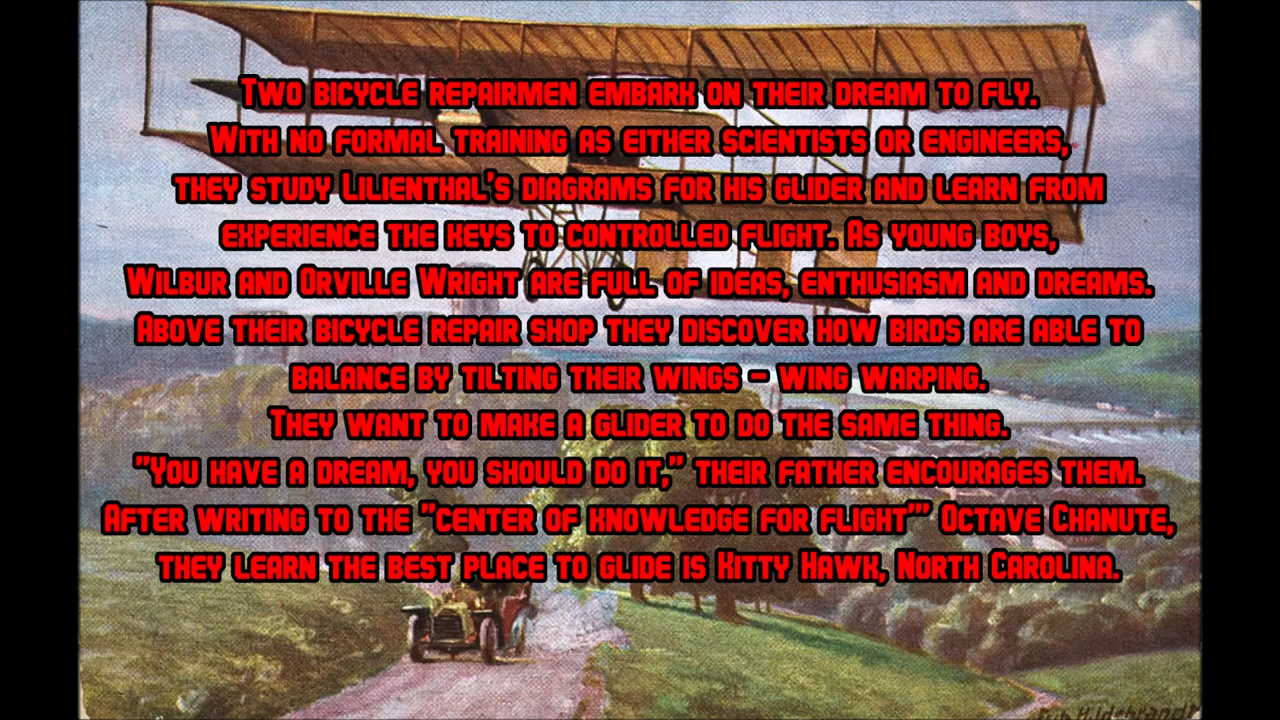 Two bicycle repairmen embark on their dream to fly.
With no formal training as either scientists or engineers,
they study Lilienthal's diagrams for his glider and learn from
experience the keys to controlled flight. As young boys,
Wilbur and Orville Wright are full of ideas, enthusiasm and dreams.
Above their bicycle repair shop they discover how birds are able to
balance by tilting their wings - wing warping.
They want to make a glider to do the same thing.
"You have a dream, you should do it," their father encourages them.
After writing to the "center of knowledge for flight"' Octave Chanute,
they learn the best place to glide is Kitty Hawk, North Carolina.
Hildebrandt